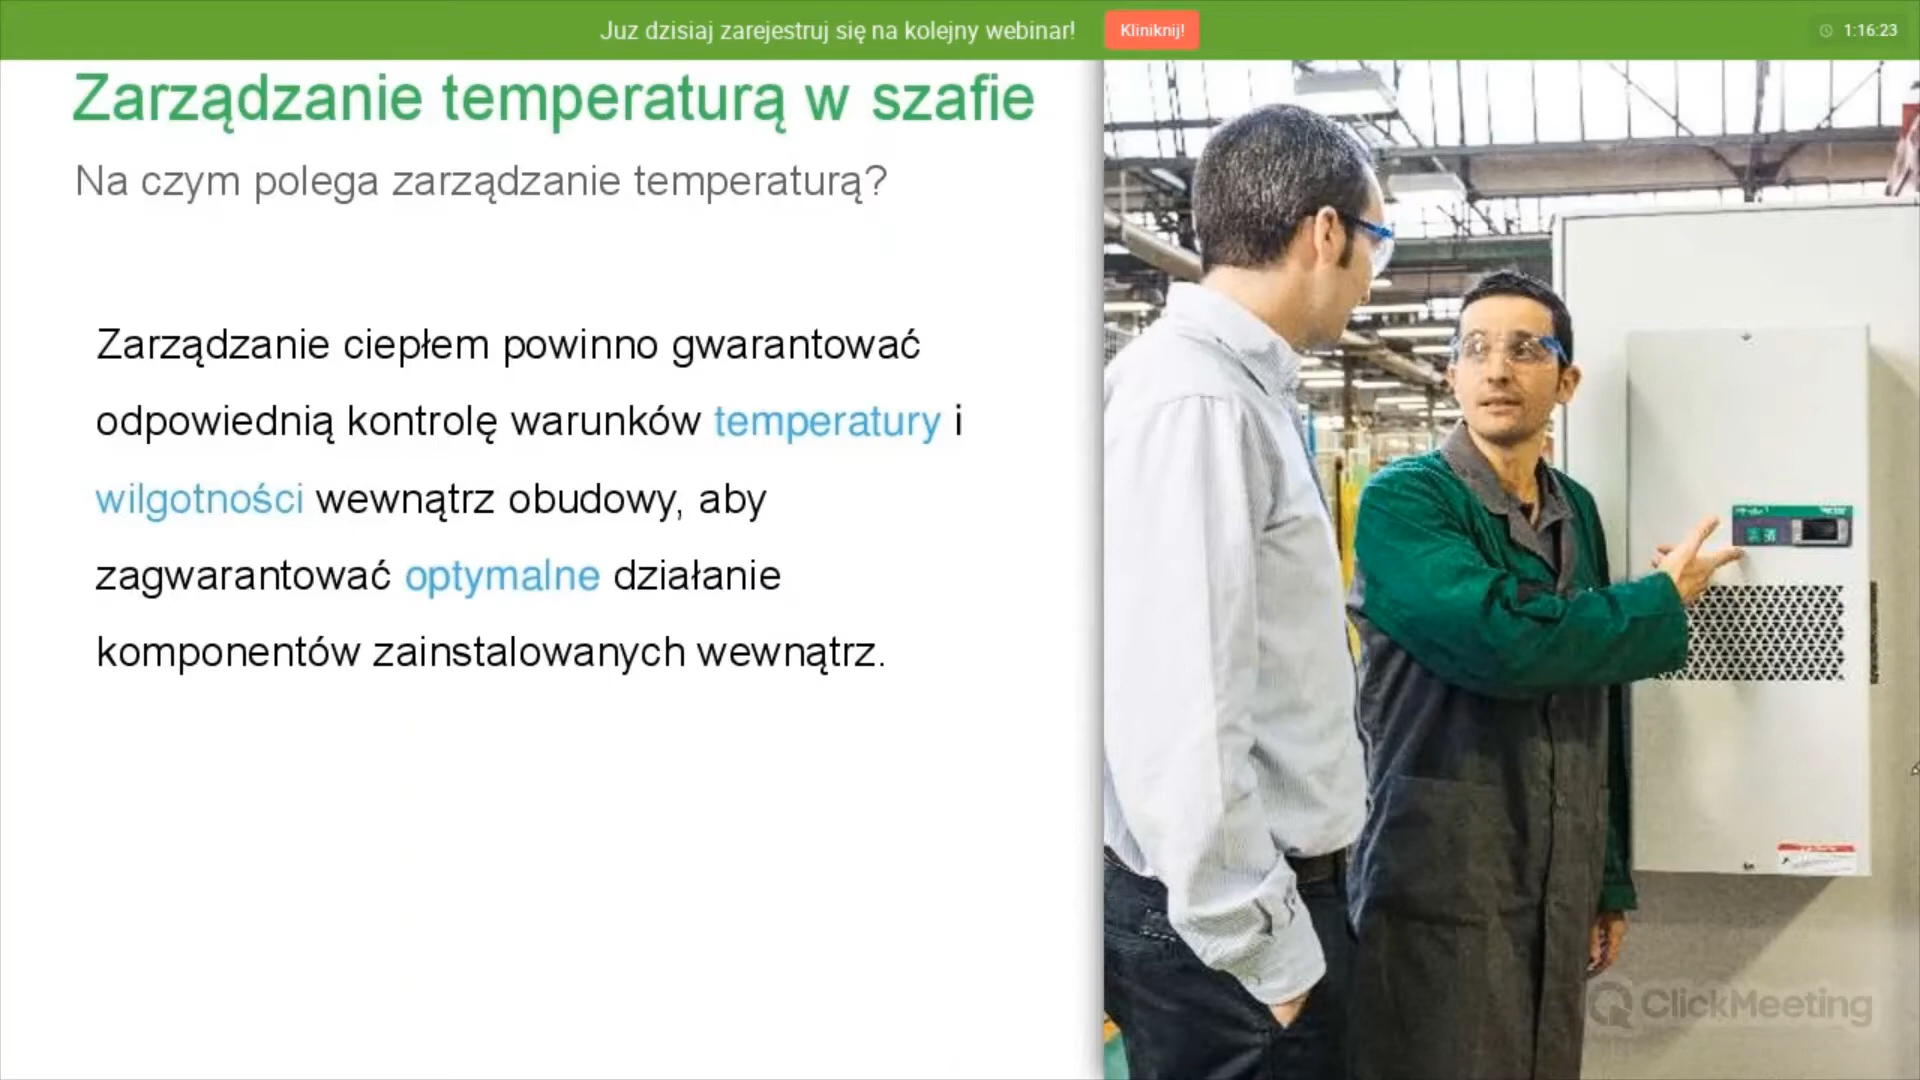 Juz dzisiaj zarejestruj się na kolejny webinar!
Kliniknij!
1:16:23
Zarządzanie temperaturą w szafie
Na czym polega zarządzanie temperaturą?
Zarządzanie ciepłem powinno gwarantować
odpowiednią kontrolę warunków temperatury i
wilgotności wewnątrz obudowy, aby
zagwarantować optymalne działanie
komponentów zainstalowanych wewnątrz.
ClickMeeting